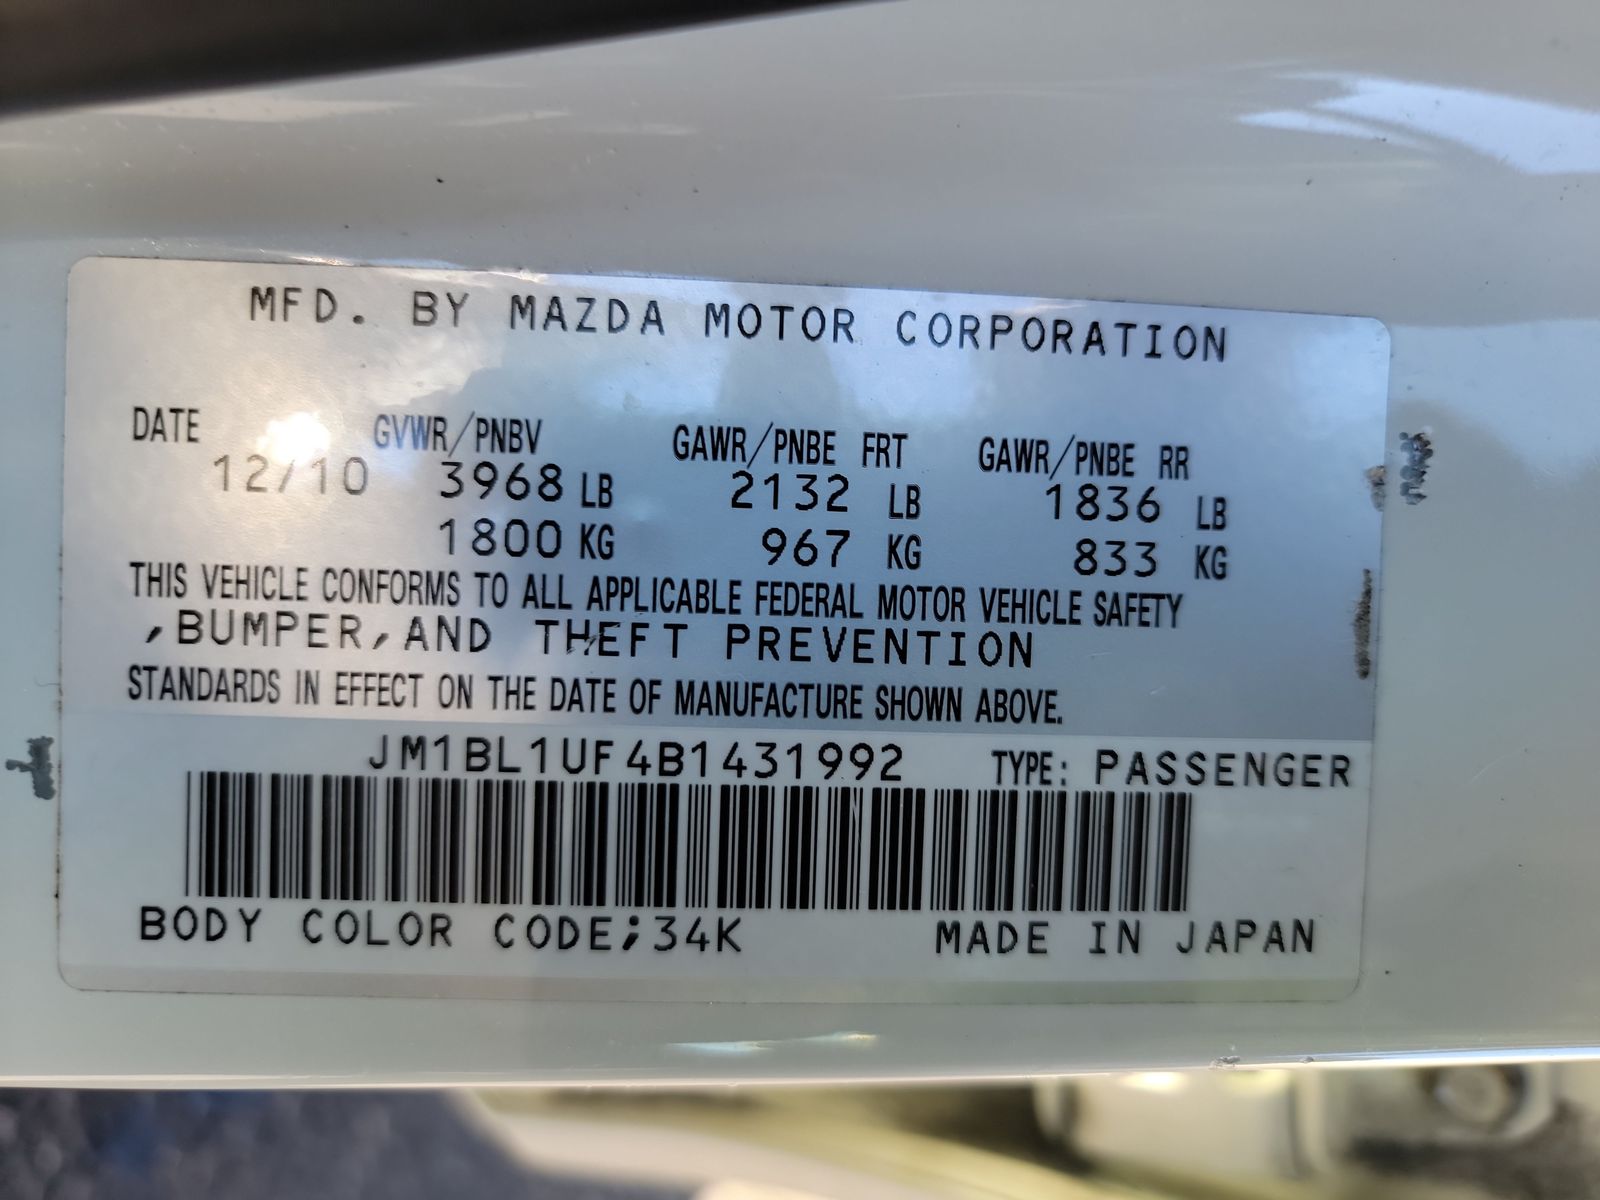 MFD. BY MAZDA MOTOR CORPORATION
DATE GVWR/PNBV GAWR/PNBE FRT GAWR/PNBE RR
12/10 3968 LB 2132 LB 1836 LB
1800 KG 967 KG 833 KG
THIS VEHICLE CONFORMS TO ALL APPLICABLE FEDERAL MOTOR VEHICLE SAFETY
,BUMPER,AND THEFT PREVENTION
STANDARDS IN EFFECT ON THE DATE OF MANUFACTURE SHOWN ABOVE.
JM1BL1UF4B1431992 TYPE: PASSENGER
BODY COLOR CODE;34K MADE IN JAPAN